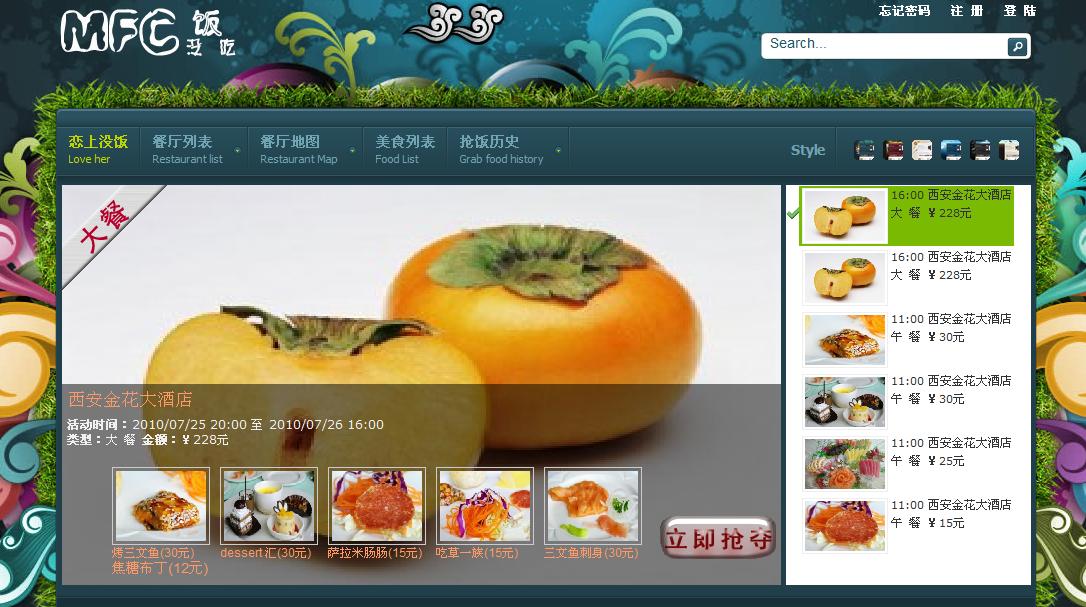 MFC 饭
没 吃
忘记密码 注 册 登 陆
Search...
恋上没饭 餐厅列表 餐厅地图 美食列表 抢饭历史
Love her Restaurant list Restaurant Map Food List Grab food history
Style
大餐
西安金花大酒店
活动时间：2010/07/25 20:00 至 2010/07/26 16:00
类型：大 餐 金额：¥ 228元
烤三文鱼(30元) dessert汇(30元) 萨拉米肠肠(15元) 吃草一族(15元) 三文鱼刺身(30元)
焦糖布丁(12元)
立即抢夺
16:00 西安金花大酒店
大 餐 ¥ 228元
16:00 西安金花大酒店
大 餐 ¥ 228元
11:00 西安金花大酒店
午 餐 ¥ 30元
11:00 西安金花大酒店
午 餐 ¥ 30元
11:00 西安金花大酒店
午 餐 ¥ 25元
11:00 西安金花大酒店
午 餐 ¥ 15元